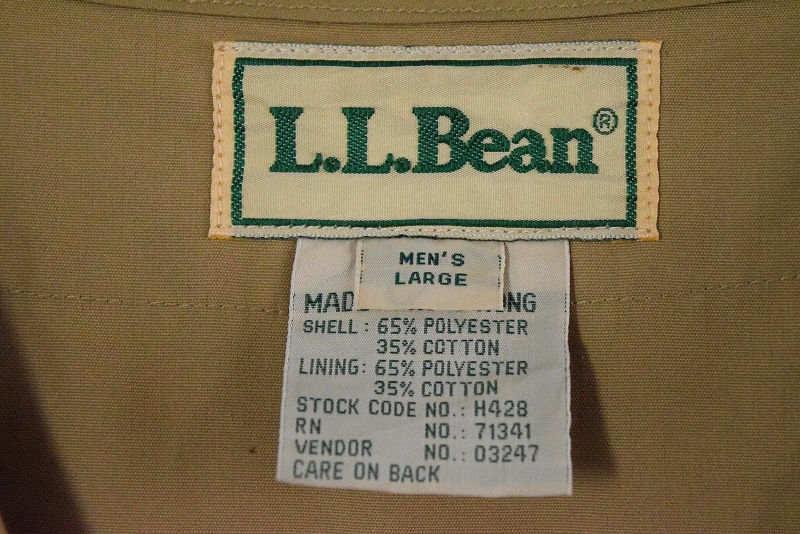 L.L.Bean®
MEN'S
LARGE
MAD
SHELL: 65% POLYESTER
35% COTTON
LINING: 65% POLYESTER
35% COTTON
STOCK CODE NO.: H428
RN NO.: 71341
VENDOR NO.: 03247
CARE ON BACK